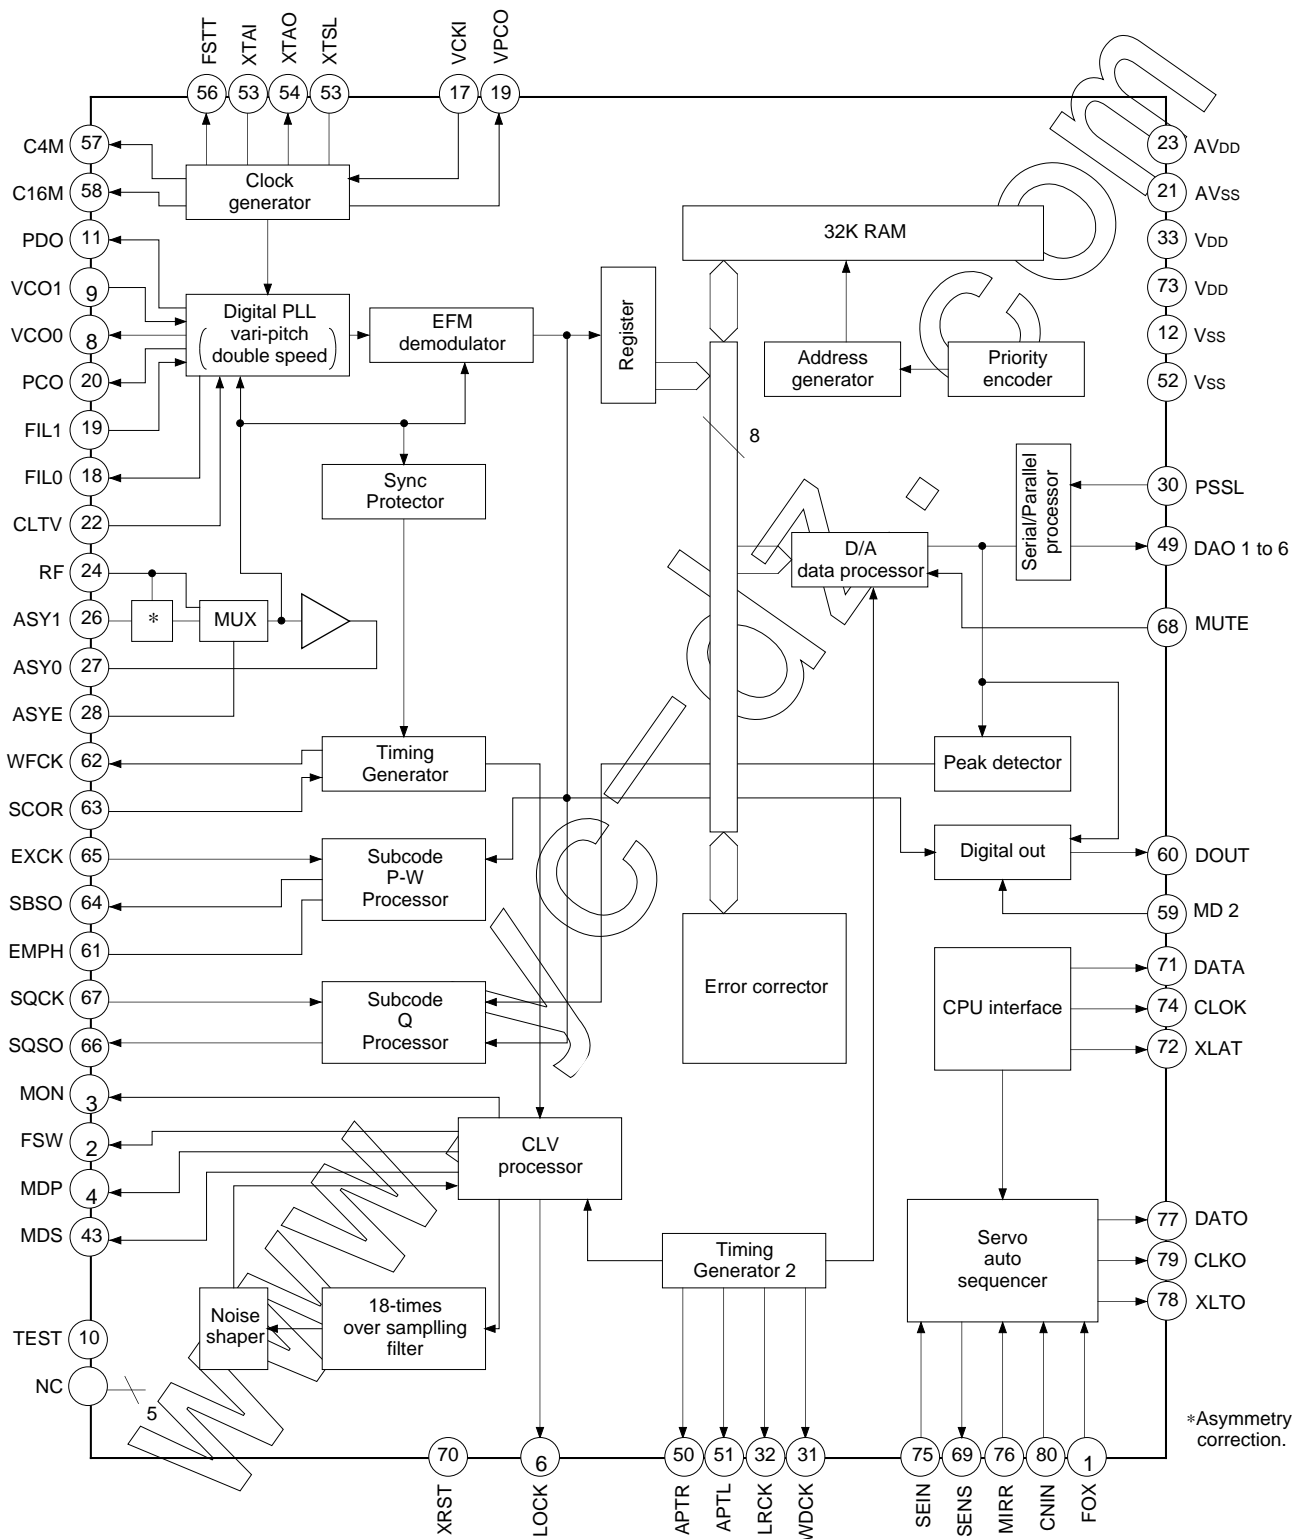 FSTT
XTAI
XTAO
XTSL
VCKI
VPCO
56
53
54
53
17
19
C4M 57
C16M 58
PDO 11
VCO1 9
VCO0 8
PCO 20
FIL1 19
FIL0 18
CLTV 22
RF 24
ASY1 26
ASY0 27
ASYE 28
WFCK 62
SCOR 63
EXCK 65
SBSO 64
EMPH 61
SQCK 67
SQSO 66
MON 3
FSW 2
MDP 4
MDS 43
TEST 10
NC
5
Clock
generator
Digital PLL
vari-pitch
(double speed)
EFM
demodulator
Register
32K RAM
Address
generator
Priority
encoder
8
Sync
Protector
* MUX
D/A
data processor
Serial/Parallel
processor
Timing
Generator
Peak detector
Subcode
P-W
Processor
Digital out
Subcode
Q
Processor
Error corrector
CPU interface
CLV
processor
Timing
Generator 2
Servo
auto
sequencer
Noise
shaper
18-times
over samplling
filter
23 AVDD
21 AVSS
33 VDD
73 VDD
12 VSS
52 VSS
30 PSSL
49 DAO 1 to 6
68 MUTE
60 DOUT
59 MD 2
71 DATA
74 CLOK
72 XLAT
77 DATO
79 CLKO
78 XLTO
*Asymmetry
correction.
70
6
50
51
32
31
75
69
76
80
1
XRST
LOCK
APTR
APTL
LRCK
WDCK
SEIN
SENS
MIRR
CNIN
FOX